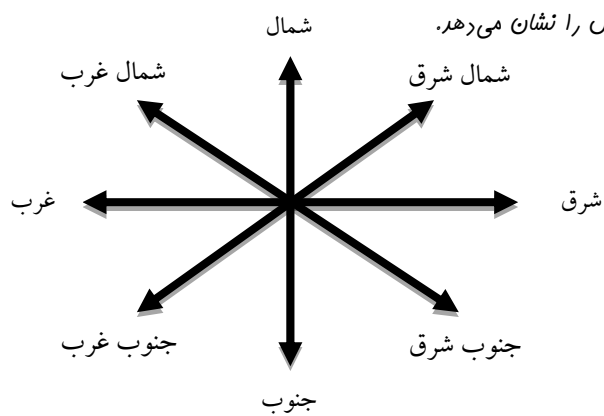 را نشان می‌دهد.
شمال
شمال شرق
شمال غرب
شرق
غرب
جنوب شرق
جنوب غرب
جنوب